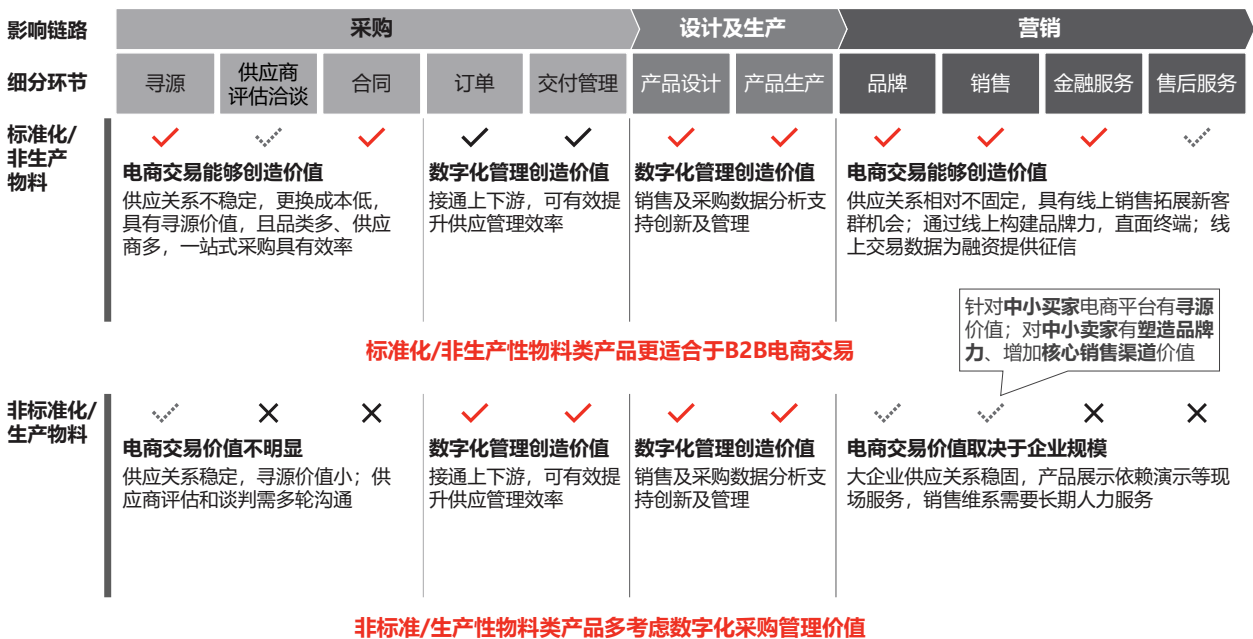 影响链路
采购
设计及生产
营销
细分环节
寻源
供应商
评估洽谈
合同
订单
交付管理
产品设计
产品生产
品牌
销售
金融服务
售后服务
标准化/
非生产
物料
电商交易能够创造价值
供应关系不稳定，更换成本低，
具有寻源价值，且品类多、供应
商多，一站式采购具有效率
数字化管理创造价值
接通上下游，可有效提
升供应管理效率
数字化管理创造价值
销售及采购数据分析支
持创新及管理
电商交易能够创造价值
供应关系相对不固定，具有线上销售拓展新客
群机会；通过线上构建品牌力，直面终端；线
上交易数据为融资提供征信
针对中小买家电商平台有寻源
价值；对中小卖家有塑造品牌
力、增加核心销售渠道价值
标准化/非生产性物料类产品更适合于B2B电商交易
非标准化/
生产物料
电商交易价值不明显
供应关系稳定，寻源价值小；供
应商评估和谈判需多轮沟通
数字化管理创造价值
接通上下游，可有效提
升供应管理效率
数字化管理创造价值
销售及采购数据分析支
持创新及管理
电商交易价值取决于企业规模
大企业供应关系稳固，产品展示依赖演示等现
场服务，销售维系需要长期人力服务
非标准/生产性物料类产品多考虑数字化采购管理价值